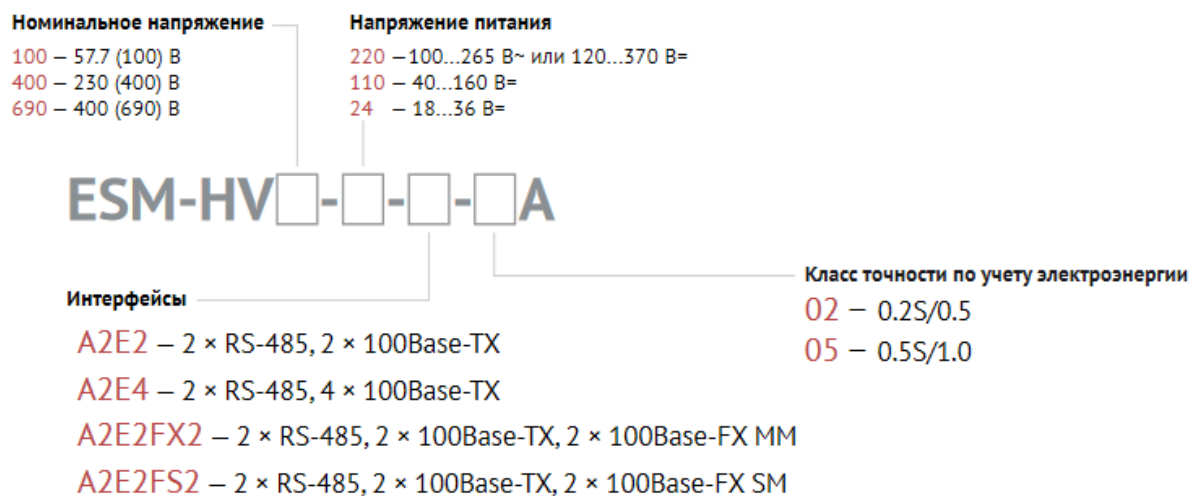 Номинальное напряжение
100 – 57.7 (100) В
400 – 230 (400) В
690 – 400 (690) В
Напряжение питания
220 –100...265 В~ или 120...370 В=
110 – 40...160 В=
24 – 18...36 В=
ESM-HV□-□-□-□A
Интерфейсы
A2E2 – 2 × RS-485, 2 × 100Base-TX
A2E4 – 2 × RS-485, 4 × 100Base-TX
A2E2FX2 – 2 × RS-485, 2 × 100Base-TX, 2 × 100Base-FX MM
A2E2FS2 – 2 × RS-485, 2 × 100Base-TX, 2 × 100Base-FX SM
Класс точности по учету электроэнергии
02 – 0.2S/0.5
05 – 0.5S/1.0